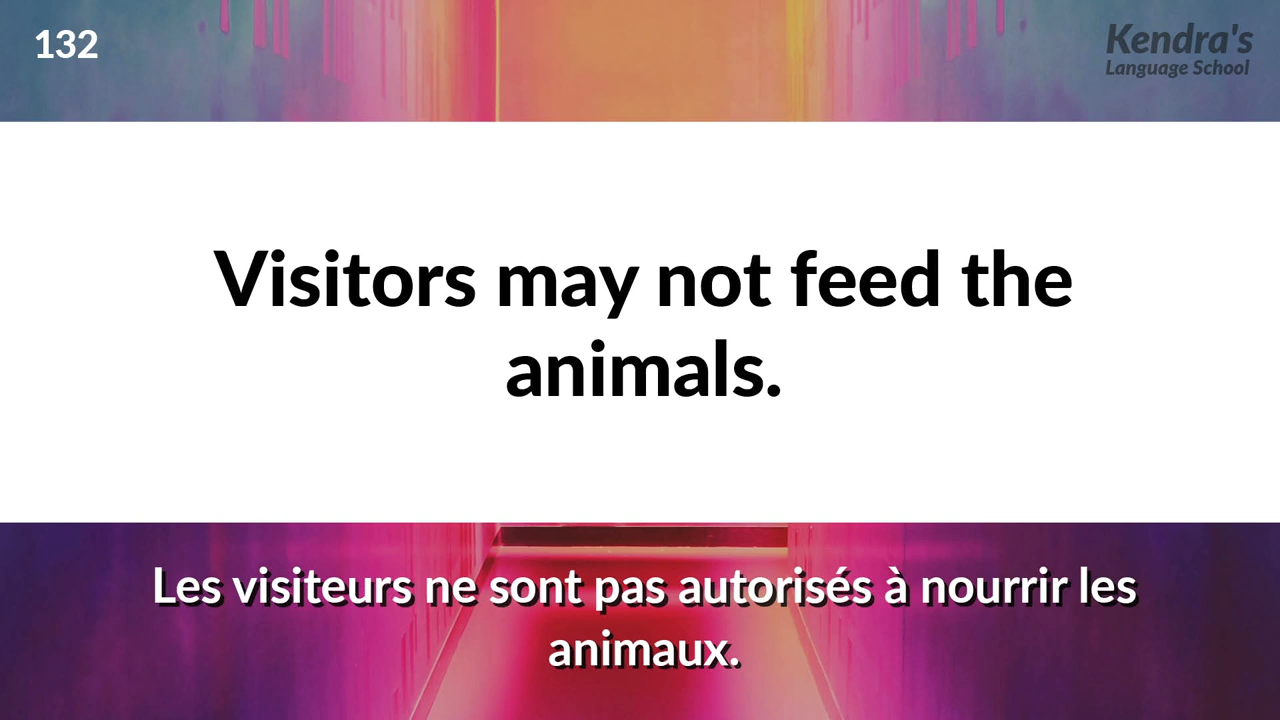 132
Kendra's
Language School
Visitors may not feed the
animals.
Les visiteurs ne sont pas autorisés à nourrir les
animaux.